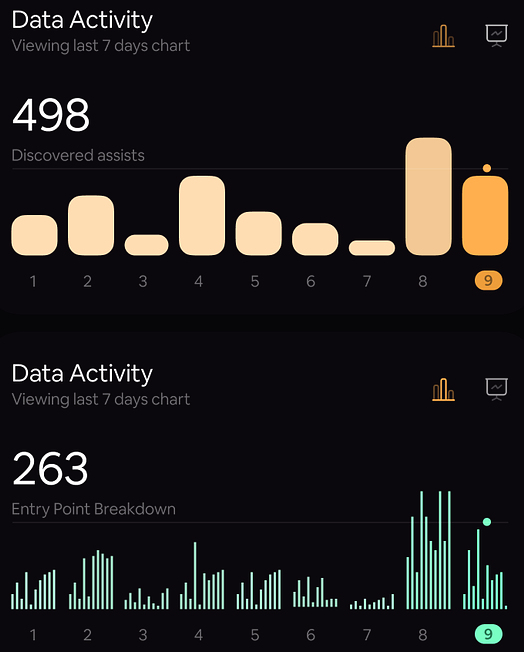 Data Activity
Viewing last 7 days chart
498
Discovered assists
1 2 3 4 5 6 7 8 9
Data Activity
Viewing last 7 days chart
263
Entry Point Breakdown
1 2 3 4 5 6 7 8 9